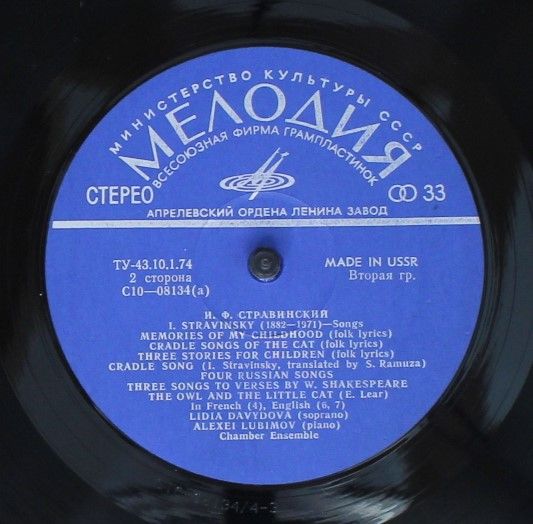 МИНИСТЕРСТВО КУЛЬТУРЫ СССР
МЕЛОДИЯ
ВСЕСОЮЗНАЯ ФИРМА ГРАМПЛАСТИНОК
СТЕРЕО
33
АПРЕЛЕВСКИЙ ОРДЕНА ЛЕНИНА ЗАВОД
ТУ-43.10.1.74
MADE IN USSR
2 сторона
Вторая гр.
С10—08134(а)
И. Ф. СТРАВИНСКИЙ
I. STRAVINSKY (1882—1971)—Songs
MEMORIES OF MY CHILDHOOD (folk lyrics)
CRADLE SONGS OF THE CAT (folk lyrics)
THREE STORIES FOR CHILDREN (folk lyrics)
CRADLE SONG (I. Stravinsky, translated by S. Ramuza)
FOUR RUSSIAN SONGS
THREE SONGS TO VERSES BY W. SHAKESPEARE
THE OWL AND THE LITTLE CAT (E. Lear)
In French (4), English (6, 7)
LIDIA DAVYDOVA (soprano)
ALEXEI LUBIMOV (piano)
Chamber Ensemble